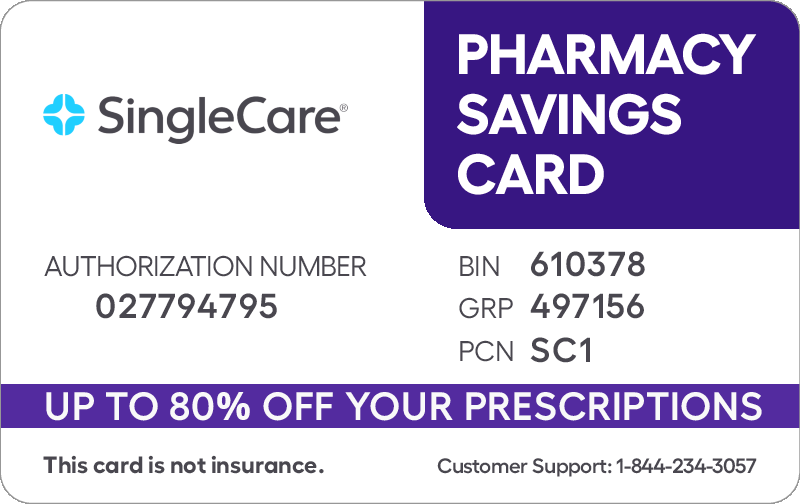 SingleCare®
PHARMACY
SAVINGS
CARD
AUTHORIZATION NUMBER
027794795
BIN 610378
GRP 497156
PCN SC1
UP TO 80% OFF YOUR PRESCRIPTIONS
This card is not insurance.
Customer Support: 1-844-234-3057